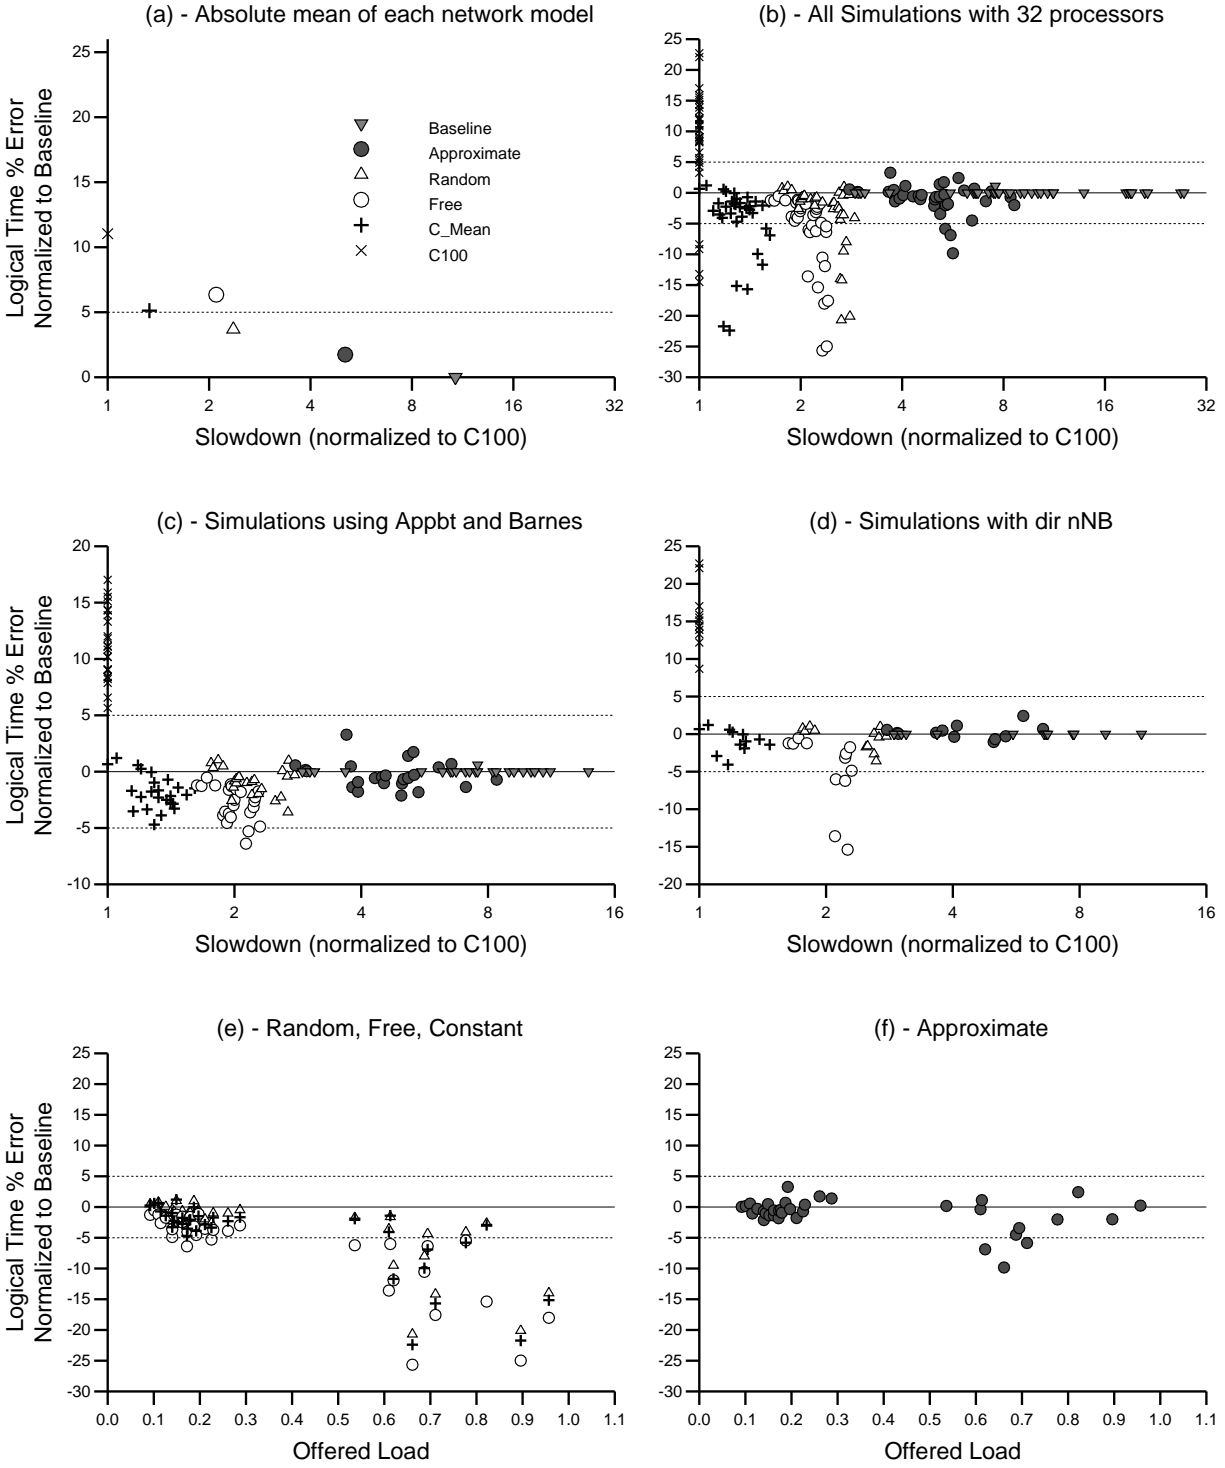 (a) - Absolute mean of each network model
Logical Time % Error
Normalized to Baseline
25
20
15
10
5
0
Baseline
Approximate
Random
Free
C_Mean
C100
1 2 4 8 16 32
Slowdown (normalized to C100)
(b) - All Simulations with 32 processors
25
20
15
10
5
0
-5
-10
-15
-20
-25
-30
1 2 4 8 16 32
Slowdown (normalized to C100)
(c) - Simulations using Appbt and Barnes
Logical Time % Error
Normalized to Baseline
20
15
10
5
0
-5
-10
1 2 4 8 16
Slowdown (normalized to C100)
(d) - Simulations with dir nNB
25
20
15
10
5
0
-5
-10
-15
-20
1 2 4 8 16
Slowdown (normalized to C100)
(e) - Random, Free, Constant
Logical Time % Error
Normalized to Baseline
25
20
15
10
5
0
-5
-10
-15
-20
-25
-30
0.0 0.1 0.2 0.3 0.4 0.5 0.6 0.7 0.8 0.9 1.0 1.1
Offered Load
(f) - Approximate
25
20
15
10
5
0
-5
-10
-15
-20
-25
-30
0.0 0.1 0.2 0.3 0.4 0.5 0.6 0.7 0.8 0.9 1.0 1.1
Offered Load